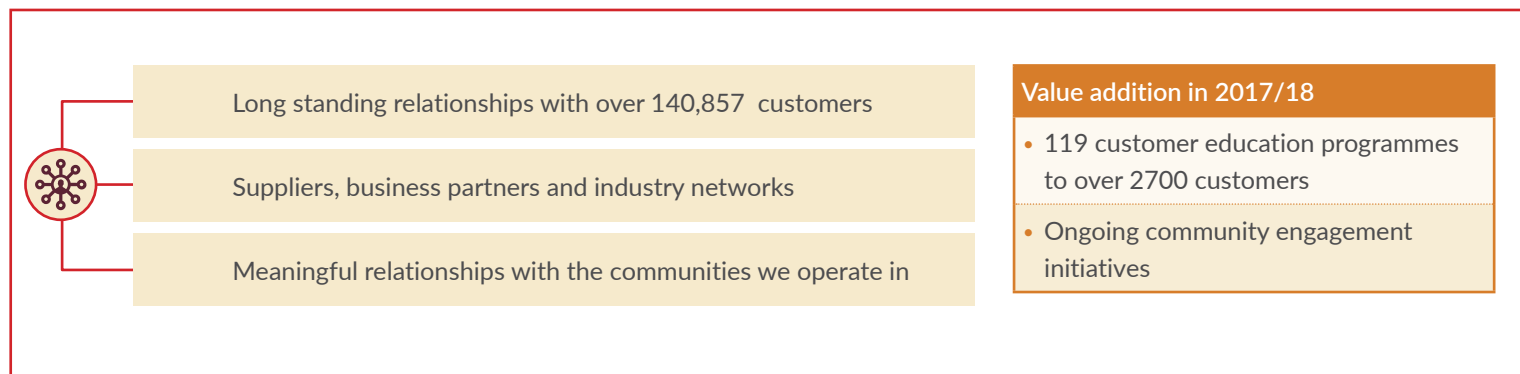 Long standing relationships with over 140,857  customers
Suppliers, business partners and industry networks
Meaningful relationships with the communities we operate in
Value addition in 2017/18
• 119 customer education programmes
to over 2700 customers
• Ongoing community engagement
initiatives